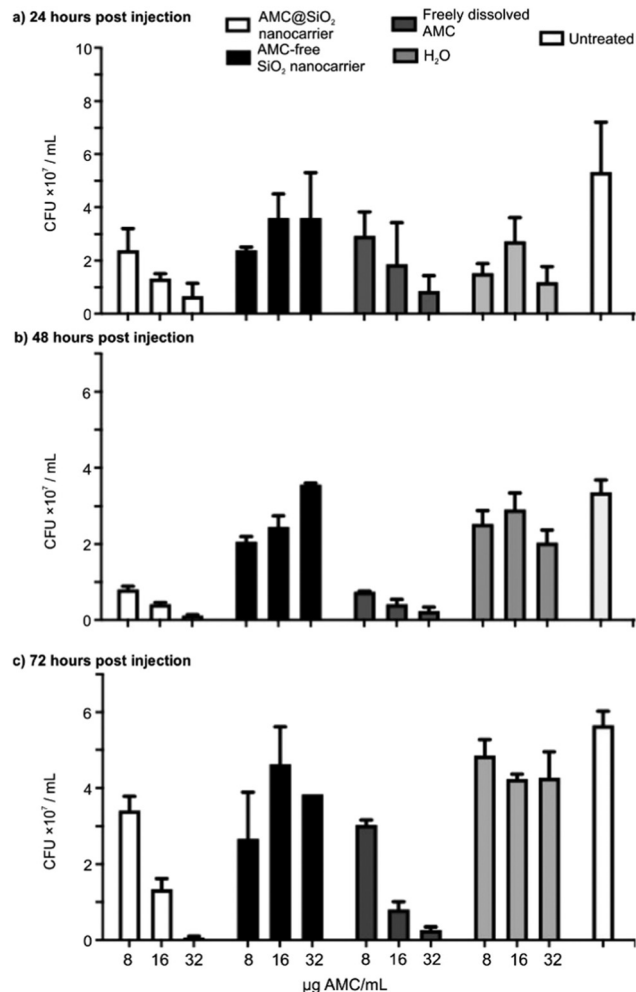 a) 24 hours post injection
AMC@SiO₂
nanocarrier
AMC-free
SiO₂ nanocarrier
Freely dissolved
AMC
H₂O
Untreated
10
8
6
4
2
0
CFU ×10⁷ / mL
b) 48 hours post injection
6
4
2
0
CFU ×10⁷ / mL
c) 72 hours post injection
6
4
2
0
CFU ×10⁷ / mL
8 16 32 8 16 32 8 16 32 8 16 32
µg AMC/mL